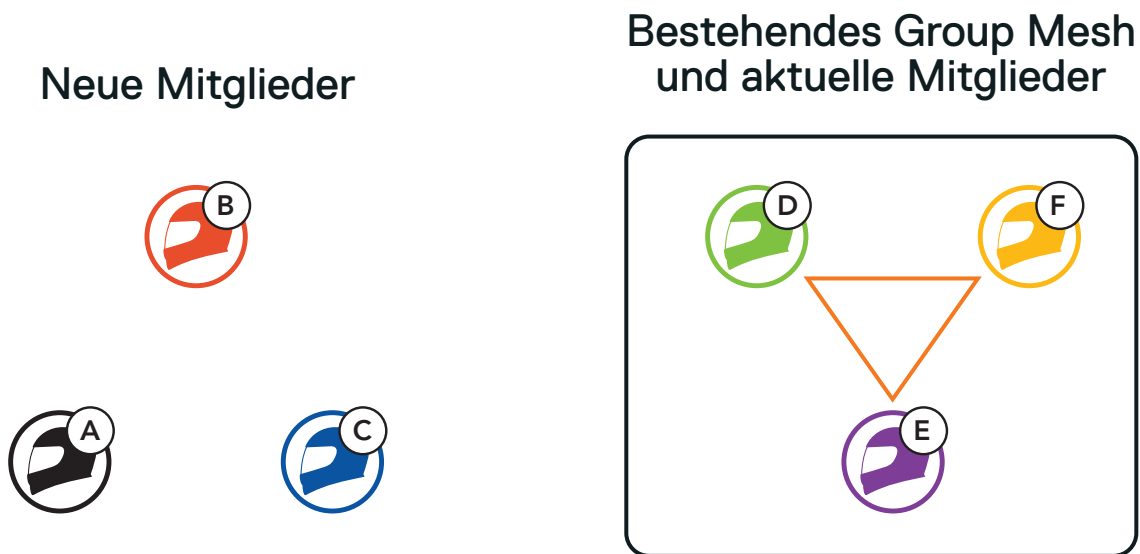 Neue Mitglieder
Bestehendes Group Mesh
und aktuelle Mitglieder
B
D
F
A
C
E